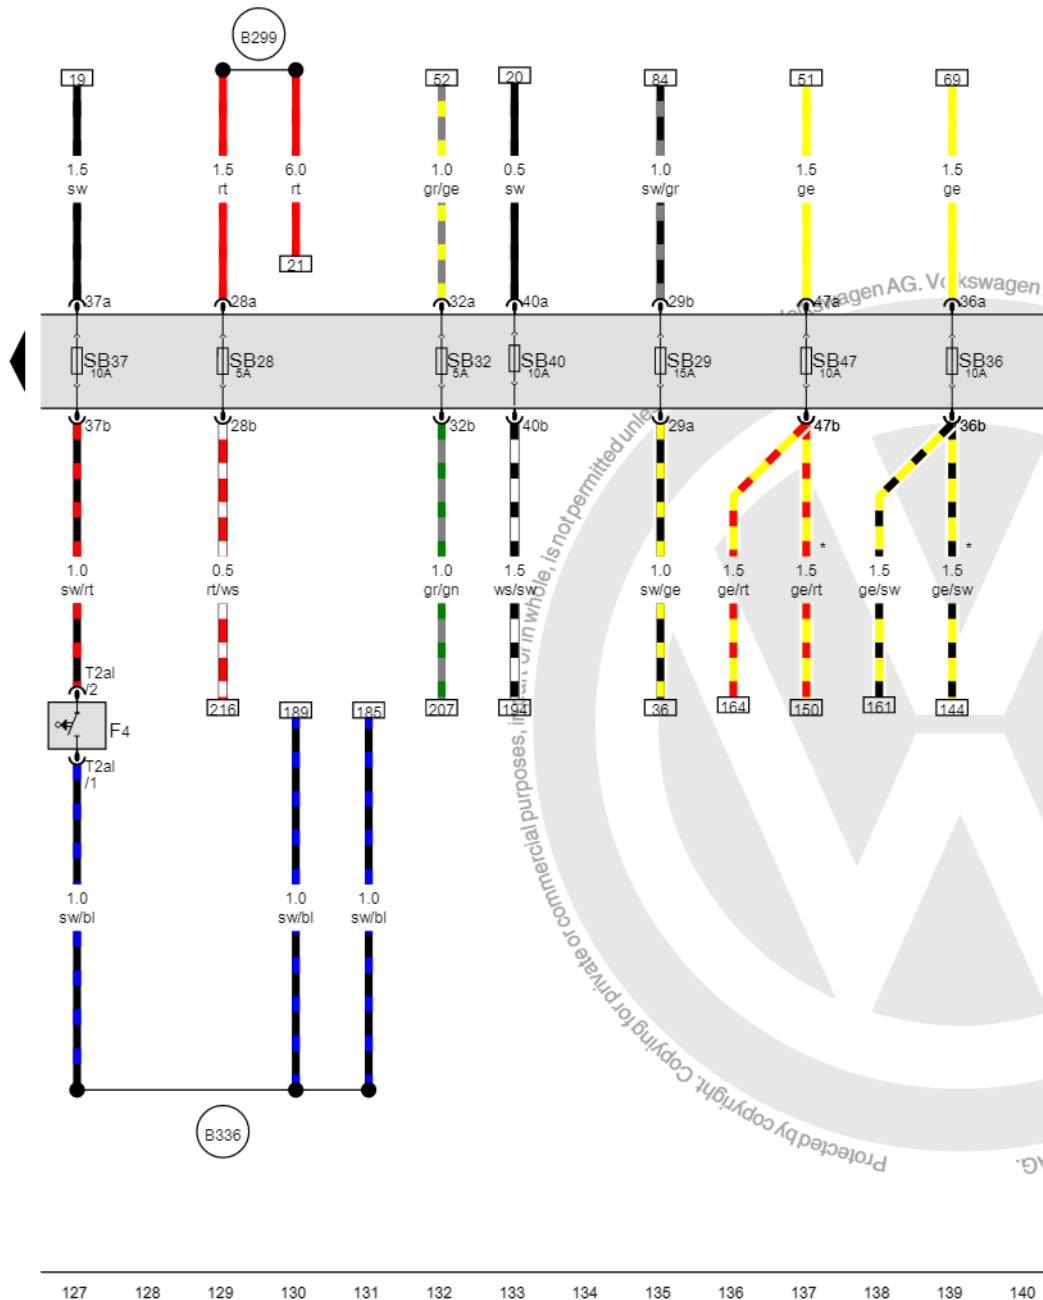 B299
19
52
20
84
51
69
1.5
sw
1.5
rt
6.0
rt
1.0
gr/ge
0.5
sw
1.0
sw/gr
1.5
ge
1.5
ge
21
37a
28a
32a
40a
29b
47a
36a
SB37
10A
SB28
5A
SB32
5A
SB40
10A
SB29
15A
SB47
10A
SB36
10A
37b
28b
32b
40b
29a
47b
36b
*
*
1.0
sw/rt
0.5
rt/ws
1.0
gr/gn
1.5
ws/sw
1.0
sw/ge
1.5
ge/rt
1.5
ge/rt
1.5
ge/sw
1.5
ge/sw
T2al
/2
216
189
185
207
194
36
164
150
161
144
F4
T2al
/1
1.0
sw/bl
1.0
sw/bl
1.0
sw/bl
B336
Protected by copyright. Copying for private or commercial purposes, in part or in whole, is not permitted unless
wagen AG. Volkswagen
AG.
127 128 129 130 131 132 133 134 135 136 137 138 139 140